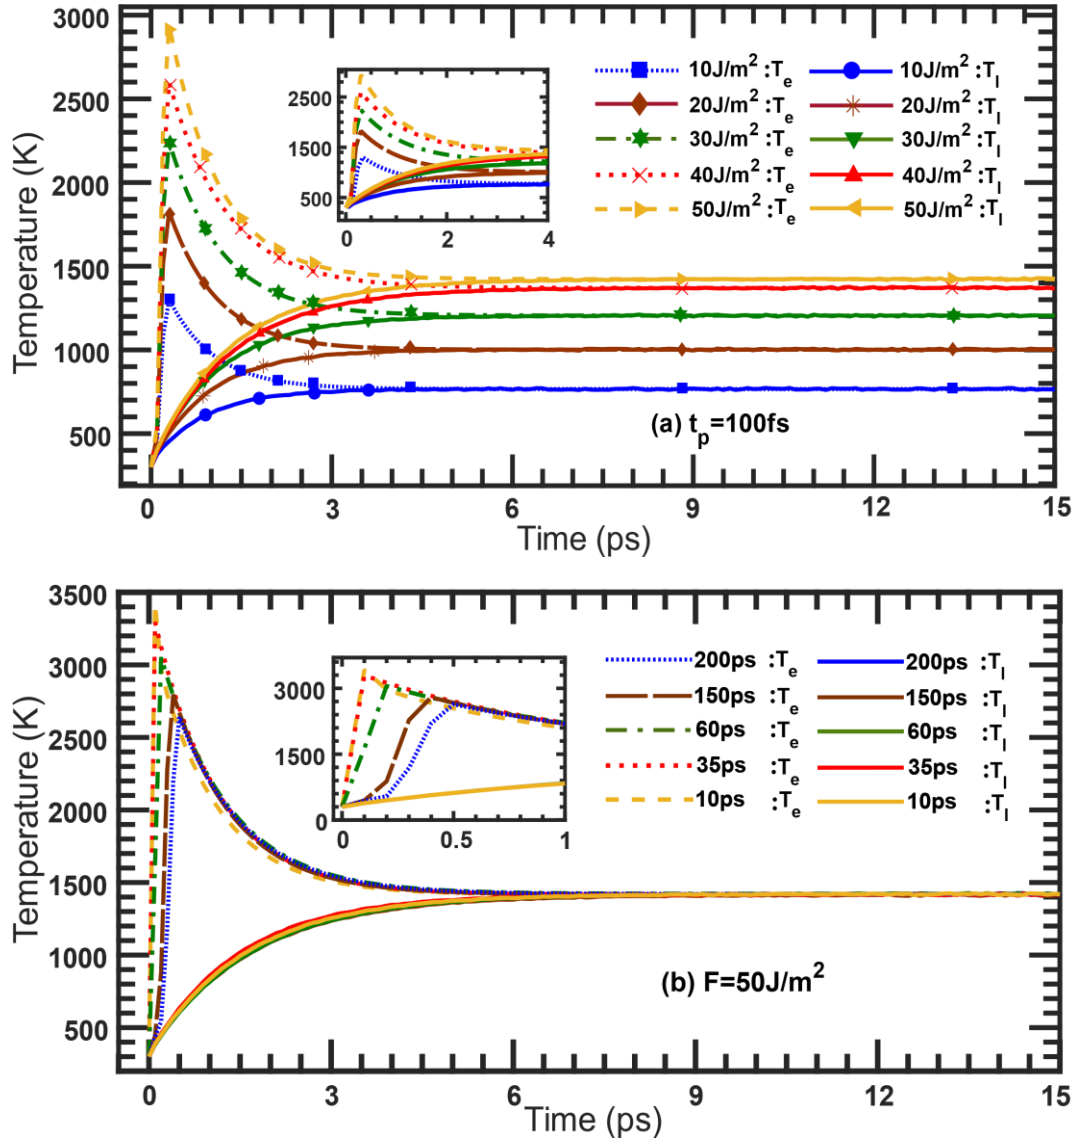 3000
2500
2000
1500
1000
500
Temperature (K)
2500
1500
500
0 2 4
10J/m² :Tₑ 10J/m² :Tₗ
20J/m² :Tₑ 20J/m² :Tₗ
30J/m² :Tₑ 30J/m² :Tₗ
40J/m² :Tₑ 40J/m² :Tₗ
50J/m² :Tₑ 50J/m² :Tₗ
(a) tₚ=100fs
0 3 6 9 12 15
Time (ps)
3500
3000
2500
2000
1500
1000
500
Temperature (K)
3000
1500
0
0 0.5 1
200ps :Tₑ 200ps :Tₗ
150ps :Tₑ 150ps :Tₗ
60ps :Tₑ 60ps :Tₗ
35ps :Tₑ 35ps :Tₗ
10ps :Tₑ 10ps :Tₗ
(b) F=50J/m²
0 3 6 9 12 15
Time (ps)